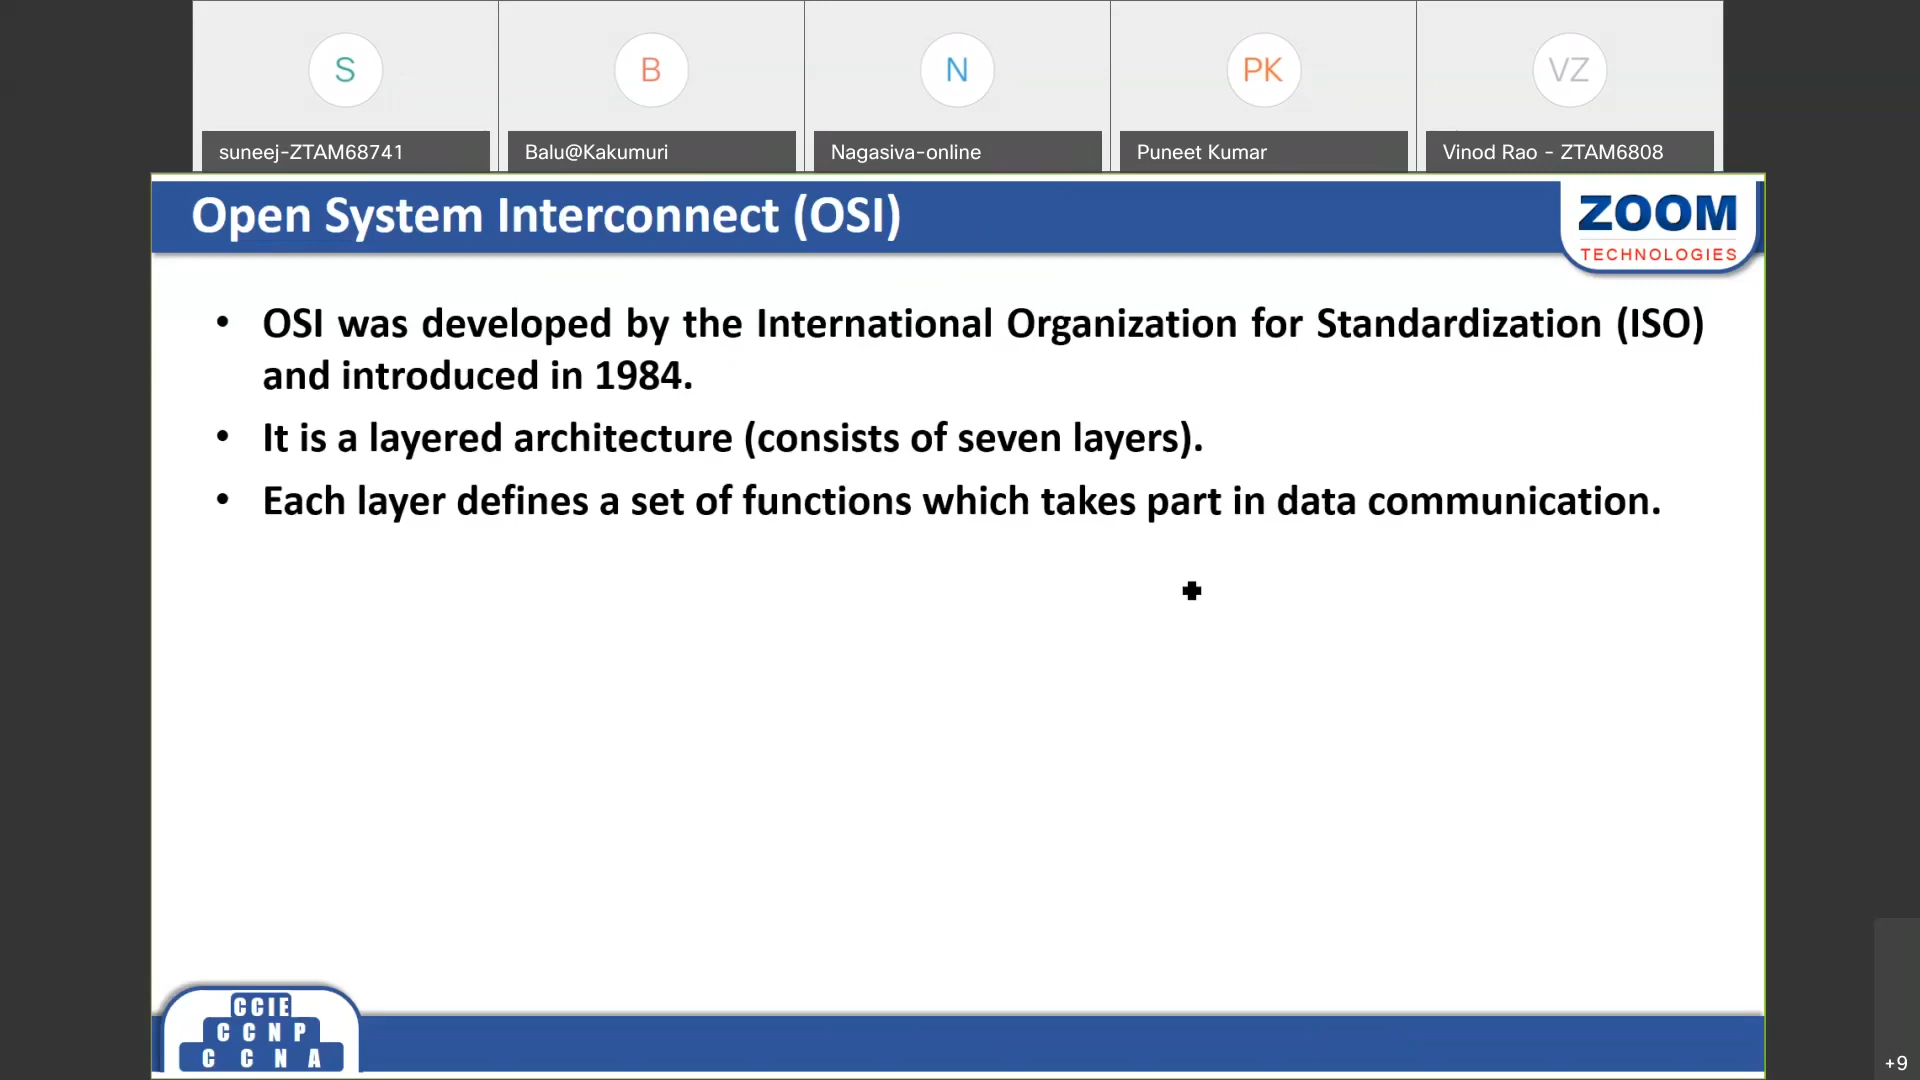 S
B
N
PK
VZ
suneej-ZTAM68741
Balu@Kakumuri
Nagasiva-online
Puneet Kumar
Vinod Rao - ZTAM6808
Open System Interconnect (OSI)
ZOOM
TECHNOLOGIES
• OSI was developed by the International Organization for Standardization (ISO)
and introduced in 1984.
• It is a layered architecture (consists of seven layers).
• Each layer defines a set of functions which takes part in data communication.
CCIE
CCNP
CCNA
+9